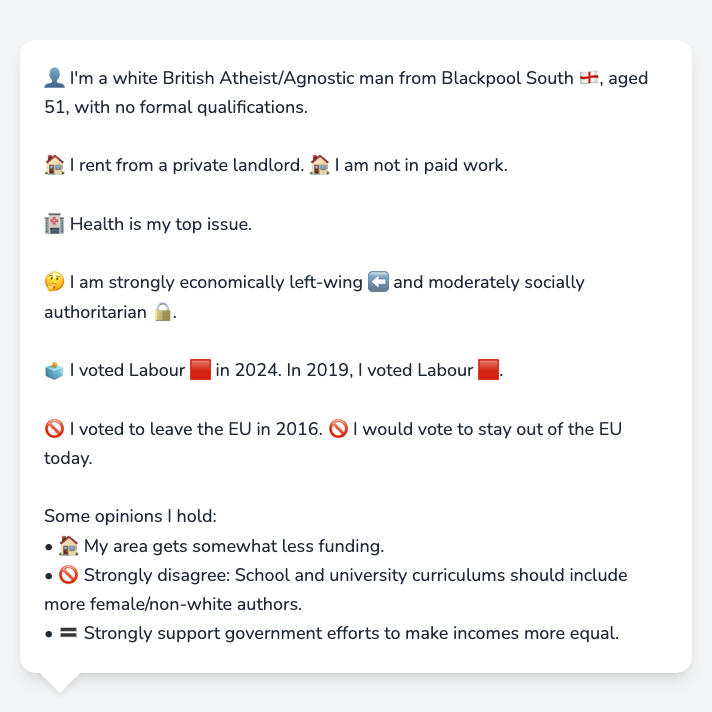 👤 I'm a white British Atheist/Agnostic man from Blackpool South 🏴󠁧󠁢󠁥󠁮󠁧󠁿, aged
51, with no formal qualifications.
🏠 I rent from a private landlord. 🏠 I am not in paid work.
🏥 Health is my top issue.
🤔 I am strongly economically left-wing ⬅️ and moderately socially
authoritarian 🔒.
🗳️ I voted Labour 🟥 in 2024. In 2019, I voted Labour 🟥.
🚫 I voted to leave the EU in 2016. 🚫 I would vote to stay out of the EU
today.
Some opinions I hold:
• 🏠 My area gets somewhat less funding.
• 🚫 Strongly disagree: School and university curriculums should include
more female/non-white authors.
• 🟰 Strongly support government efforts to make incomes more equal.